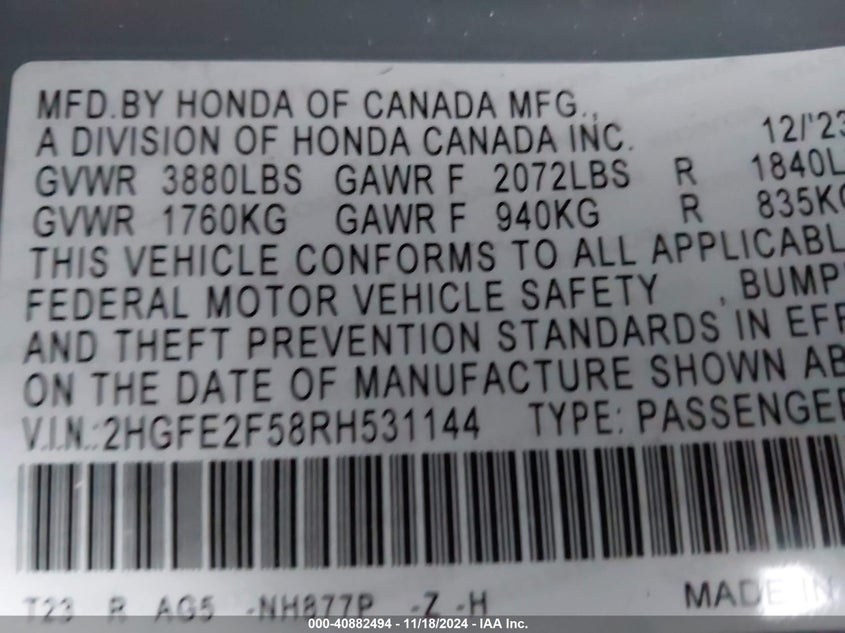 MFD.BY HONDA OF CANADA MFG.,
A DIVISION OF HONDA CANADA INC. 12/'23
GVWR 3880LBS GAWR F 2072LBS R 1840L
GVWR 1760KG GAWR F 940KG R 835KG
THIS VEHICLE CONFORMS TO ALL APPLICABL
FEDERAL MOTOR VEHICLE SAFETY , BUMP
AND THEFT PREVENTION STANDARDS IN EFF
ON THE DATE OF MANUFACTURE SHOWN AB
V.I.N.:2HGFE2F58RH531144 TYPE: PASSENGER
T23 R AG5 -NH877P -Z -H MADE IN
000-40882494 - 11/18/2024 - IAA Inc.